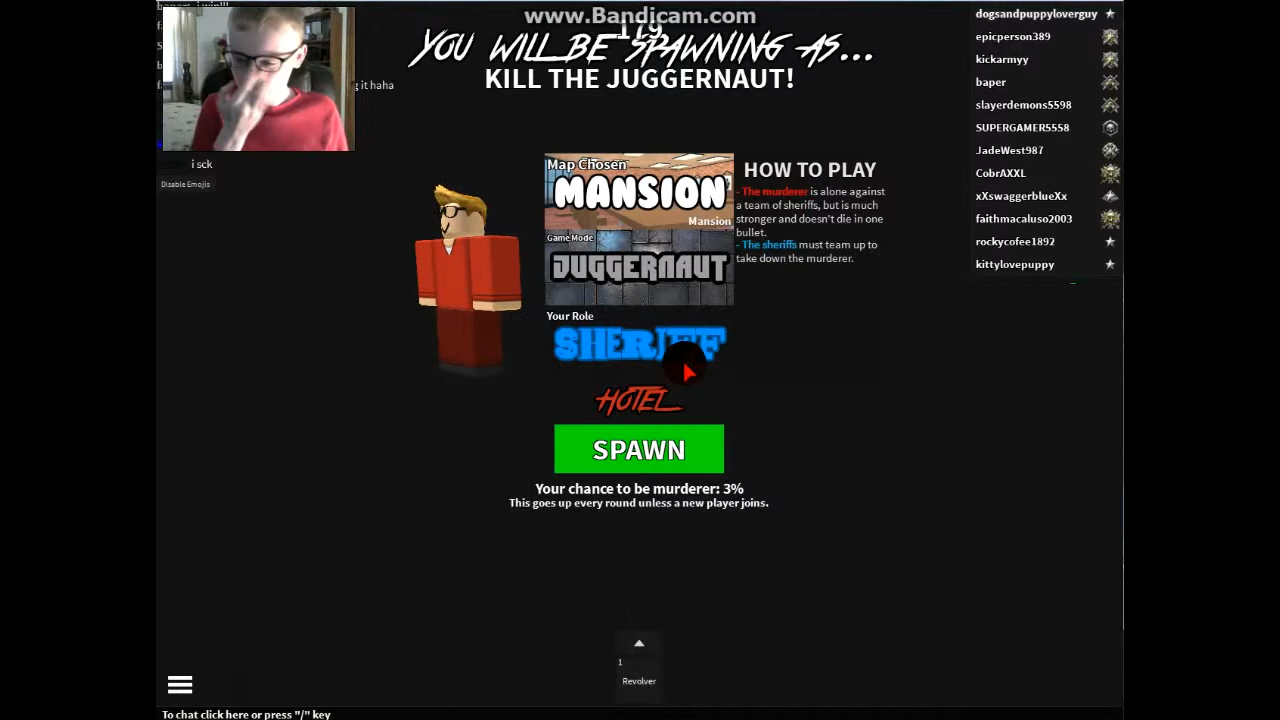 www.Bandicam.com
179
YOU WILL BE SPAWNING AS...
KILL THE JUGGERNAUT!
g it haha
i sck
Disable Emojis
Map Chosen
MANSION
Mansion
Game Mode
JUGGERNAUT
Your Role
SHERIFF
HOTEL
SPAWN
Your chance to be murderer: 3%
This goes up every round unless a new player joins.
HOW TO PLAY
- The murderer is alone against
a team of sheriffs, but is much
stronger and doesn't die in one
bullet.
- The sheriffs must team up to
take down the murderer.
dogsandpuppyloverguy
epicperson389
kickarmyy
baper
slayerdemons5598
SUPERGAMER5558
JadeWest987
CobrAXXL
xXswaggerblueXx
faithmacaluso2003
rockycofee1892
kittylovepuppy
1
Revolver
To chat click here or press "/" key